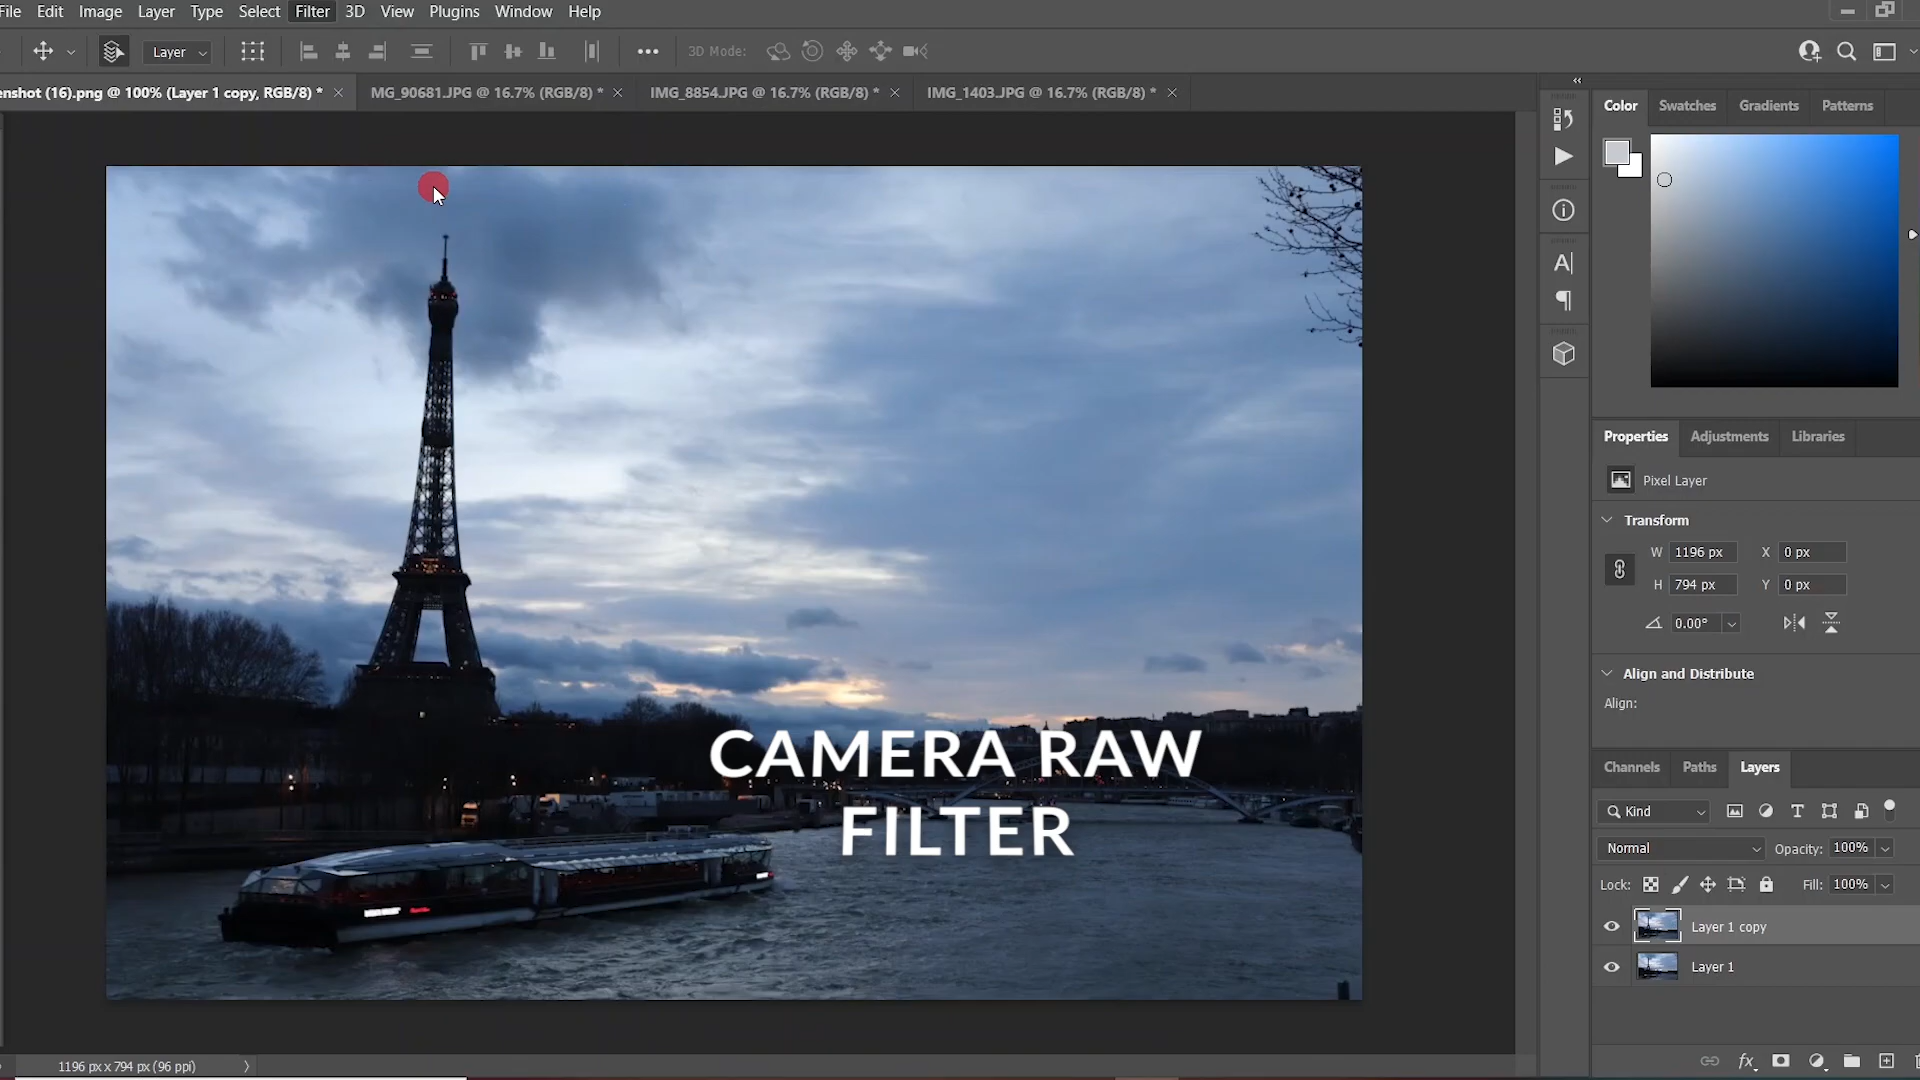 File Edit Image Layer Type Select Filter 3D View Plugins Window Help
Layer
3D Mode:
enshot (16).png @ 100% (Layer 1 copy, RGB/8) *
MG_90681.JPG @ 16.7% (RGB/8) *
IMG_8854.JPG @ 16.7% (RGB/8) *
IMG_1403.JPG @ 16.7% (RGB/8) *
Color Swatches Gradients Patterns
Properties Adjustments Libraries
Pixel Layer
Transform
W 1196 px X 0 px
H 794 px Y 0 px
0.00°
Align and Distribute
Align:
CAMERA RAW
FILTER
Channels Paths Layers
Kind
Normal Opacity: 100%
Lock: Fill: 100%
Layer 1 copy
Layer 1
fx
1196 px x 794 px (96 ppi)